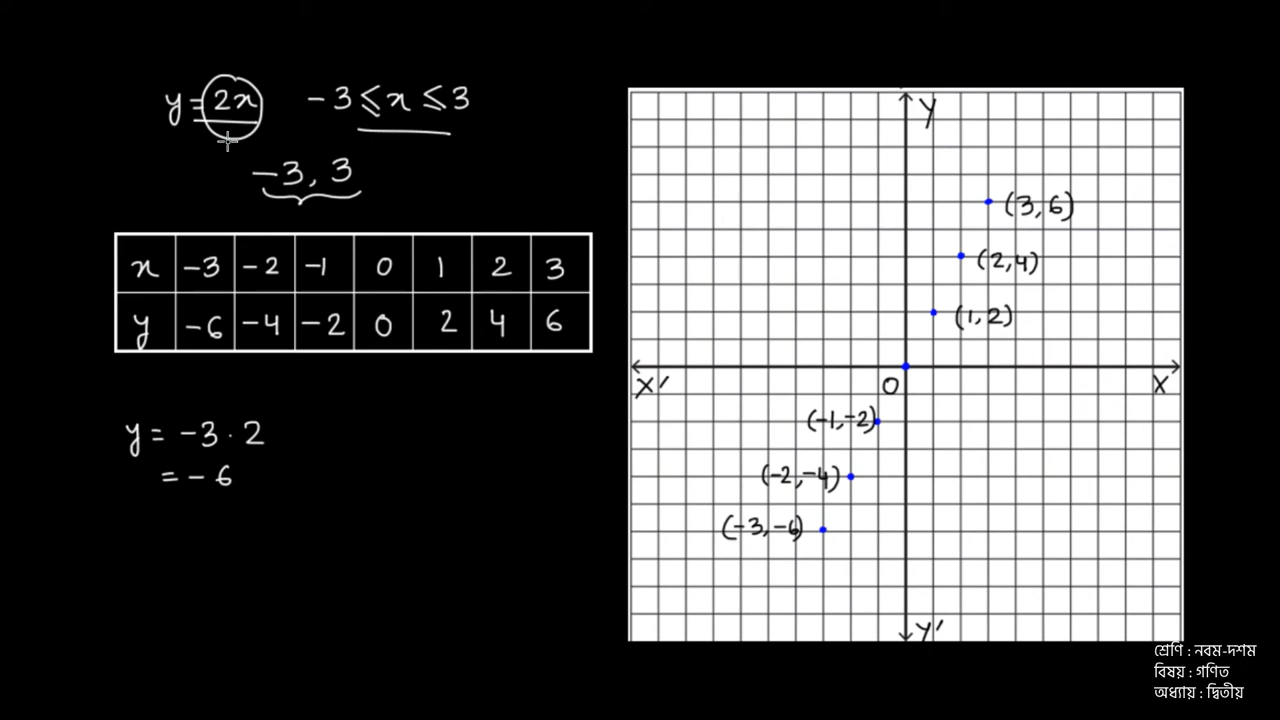 y = 2x   -3 ≤ x ≤ 3
-3, 3
x -3 -2 -1 0 1 2 3
y -6 -4 -2 0 2 4 6
y = -3 · 2
= -6
Y
(3, 6)
(2,4)
(1, 2)
X' O X
(-1,-2)
(-2,-4)
(-3,-6)
Y'
শ্রেণি : নবম-দশম
বিষয় : গণিত
অধ্যায় : দ্বিতীয়